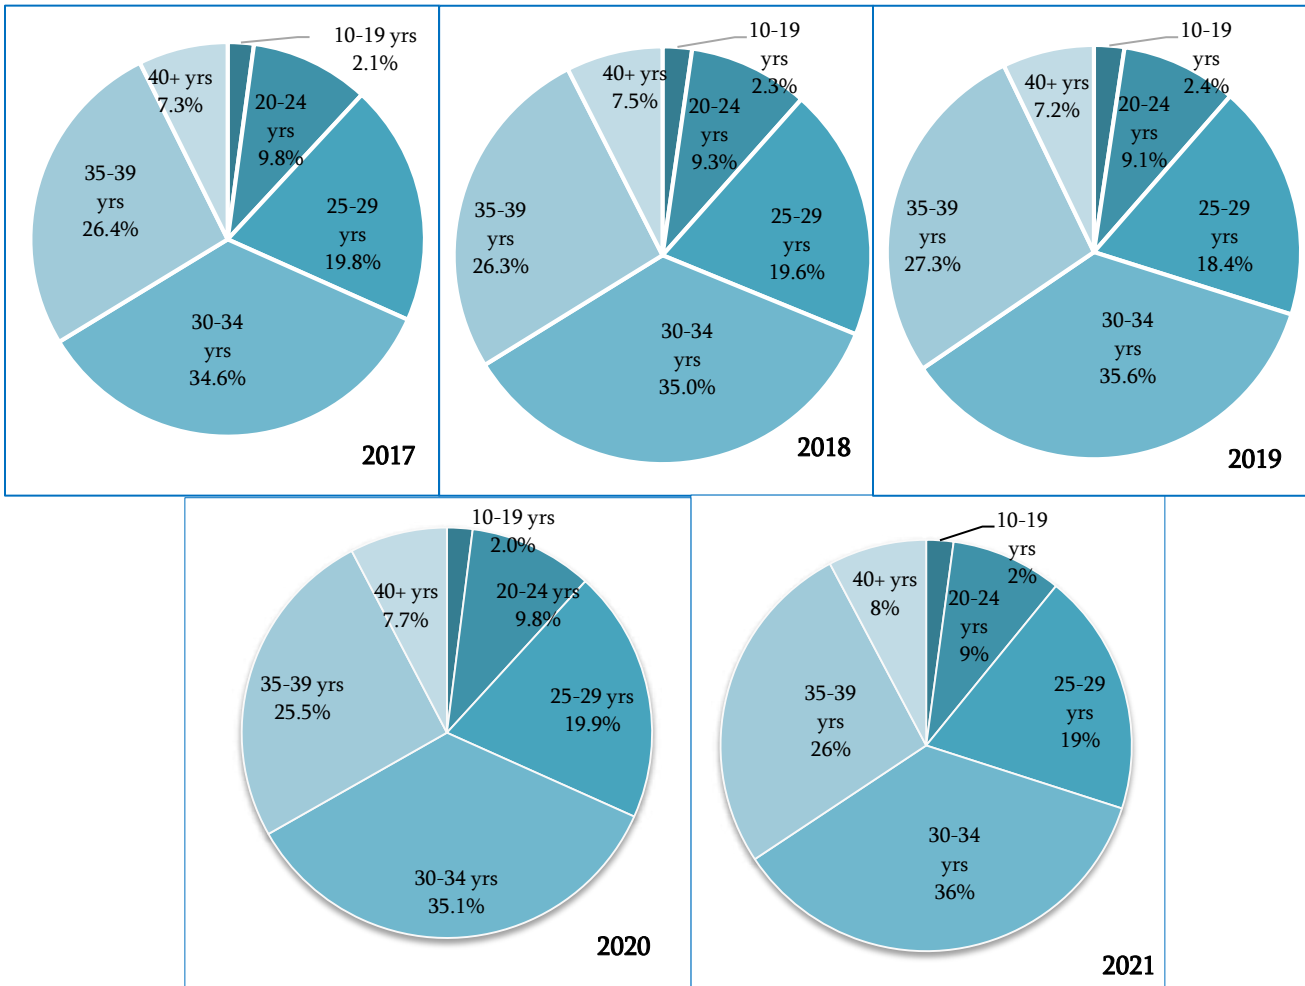 10-19 yrs
2.1%
20-24
yrs
9.8%
25-29
yrs
19.8%
30-34
yrs
34.6%
35-39
yrs
26.4%
40+ yrs
7.3%
2017
10-19
yrs
2.3%
20-24
yrs
9.3%
25-29
yrs
19.6%
30-34
yrs
35.0%
35-39
yrs
26.3%
40+ yrs
7.5%
2018
10-19
yrs
2.4%
20-24
yrs
9.1%
25-29
yrs
18.4%
30-34
yrs
35.6%
35-39
yrs
27.3%
40+ yrs
7.2%
2019
10-19 yrs
2.0%
20-24 yrs
9.8%
25-29 yrs
19.9%
30-34 yrs
35.1%
35-39 yrs
25.5%
40+ yrs
7.7%
2020
10-19
yrs
2%
20-24
yrs
9%
25-29
yrs
19%
30-34
yrs
36%
35-39
yrs
26%
40+ yrs
8%
2021